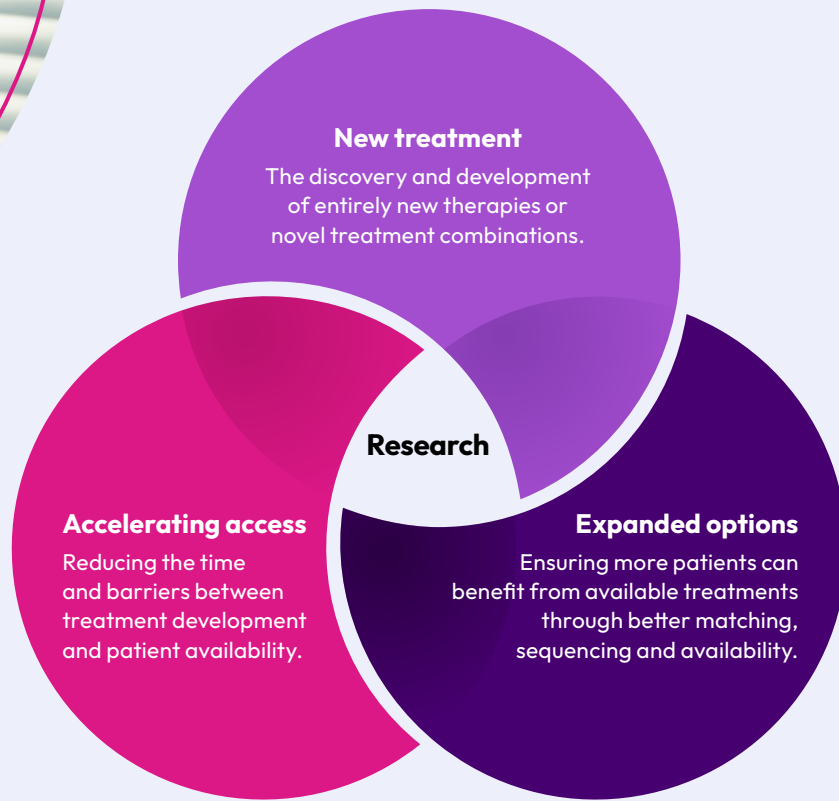 New treatment
The discovery and development
of entirely new therapies or
novel treatment combinations.
Research
Accelerating access
Reducing the time
and barriers between
treatment development
and patient availability.
Expanded options
Ensuring more patients can
benefit from available treatments
through better matching,
sequencing and availability.